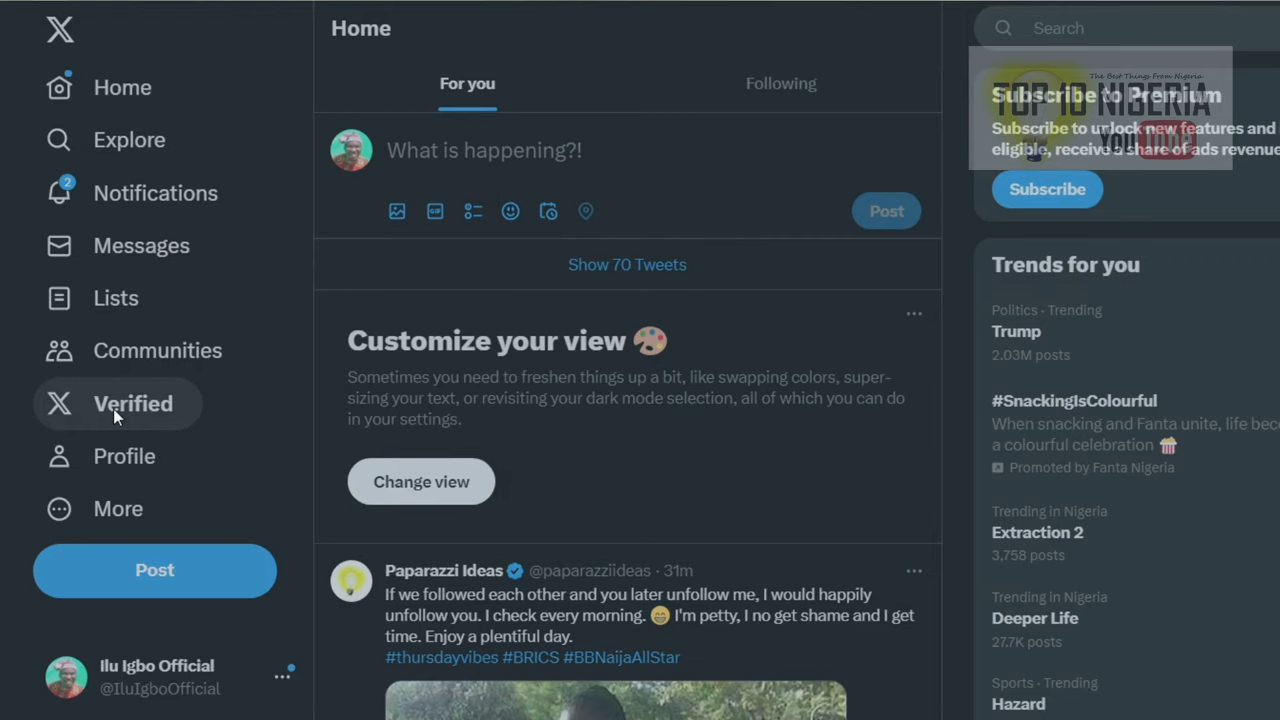 Home
Explore
2
Notifications
Messages
Lists
Communities
Verified
Profile
More
Post
Ilu Igbo Official
@IluIgboOfficial
Home
For you
Following
What is happening?!
GIF
Post
Show 70 Tweets
Customize your view
Sometimes you need to freshen things up a bit, like swapping colors, super-
sizing your text, or revisiting your dark mode selection, all of which you can do
in your settings.
Change view
Paparazzi Ideas @paparazziideas · 31m
If we followed each other and you later unfollow me, I would happily
unfollow you. I check every morning. 😁 I'm petty, I no get shame and I get
time. Enjoy a plentiful day.
#thursdayvibes #BRICS #BBNaijaAllStar
Search
The Best Things From Nigeria
TOP 10 NIGERIA
YOUTUBE
Subscribe to Premium
Subscribe to unlock new features and
eligible, receive a share of ads revenue
Subscribe
Trends for you
Politics · Trending
Trump
2.03M posts
#SnackingIsColourful
When snacking and Fanta unite, life bec
a colourful celebration 🍿
Promoted by Fanta Nigeria
Trending in Nigeria
Extraction 2
3,758 posts
Trending in Nigeria
Deeper Life
27.7K posts
Sports · Trending
Hazard